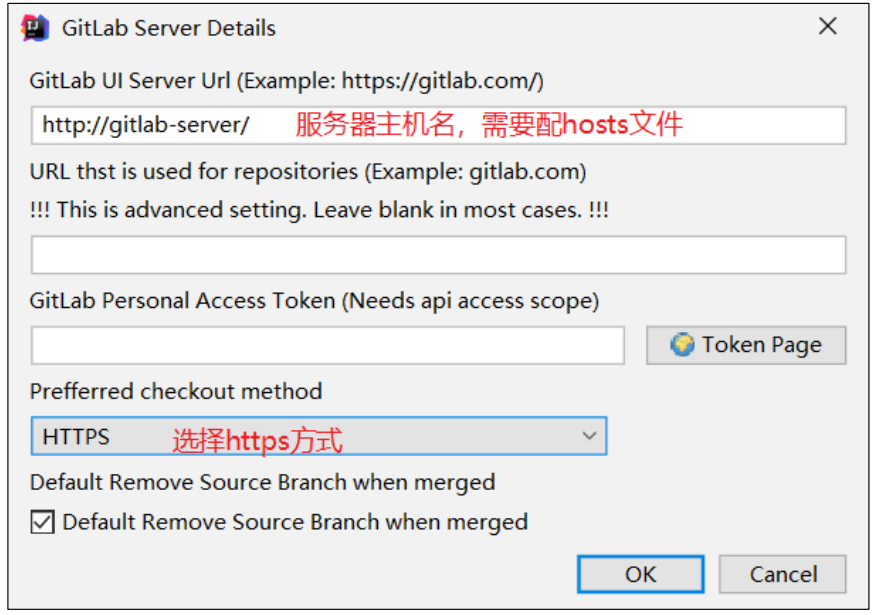 GitLab Server Details
GitLab UI Server Url (Example: https://gitlab.com/)
http://gitlab-server/ 服务器主机名，需要配hosts文件
URL thst is used for repositories (Example: gitlab.com)
!!! This is advanced setting. Leave blank in most cases. !!!
GitLab Personal Access Token (Needs api access scope)
Token Page
Prefferred checkout method
HTTPS 选择https方式
Default Remove Source Branch when merged
Default Remove Source Branch when merged
OK Cancel